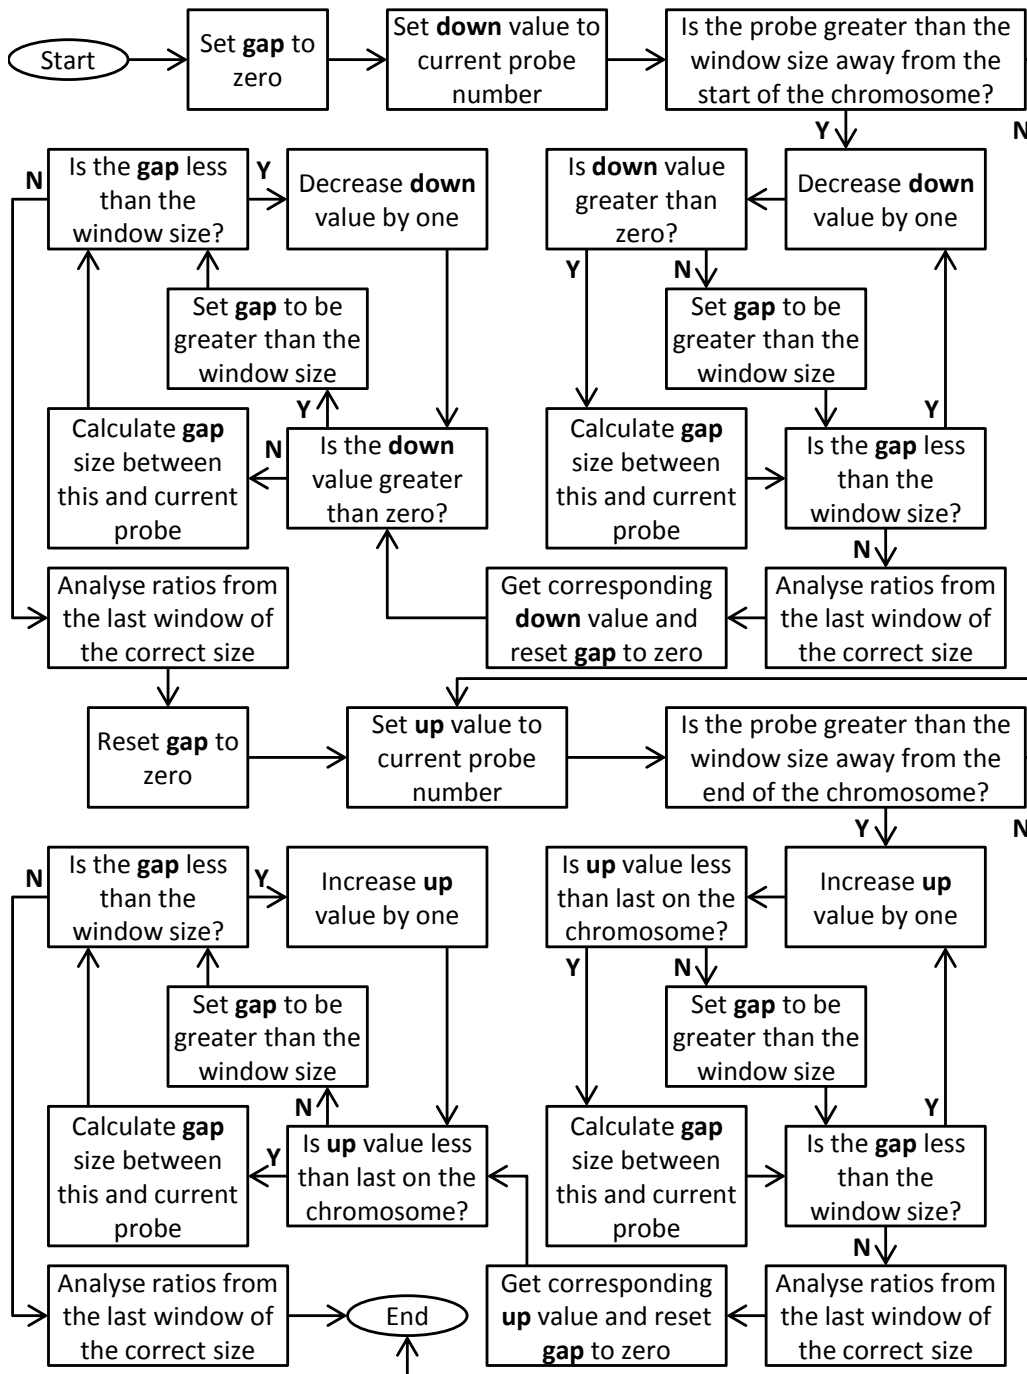 Start
Set gap to
zero
Set down value to
current probe
number
Is the probe greater than the
window size away from the
start of the chromosome?
Y
N
Is the gap less
than the
window size?
N
Y
Decrease down
value by one
Is down value
greater than
zero?
Decrease down
value by one
Y
N
Set gap to be
greater than the
window size
Set gap to be
greater than the
window size
Y
Y
Calculate gap
size between
this and current
probe
N
Is the down
value greater
than zero?
Calculate gap
size between
this and current
probe
Is the gap less
than the
window size?
N
Analyse ratios from
the last window of
the correct size
Get corresponding
down value and
reset gap to zero
Analyse ratios from
the last window of
the correct size
Reset gap to
zero
Set up value to
current probe
number
Is the probe greater than the
window size away from the
end of the chromosome?
Y
N
Is the gap less
than the
window size?
N
Y
Increase up
value by one
Is up value less
than last on the
chromosome?
Increase up
value by one
Y
N
Set gap to be
greater than the
window size
Set gap to be
greater than the
window size
N
Y
Calculate gap
size between
this and current
probe
Y
Is up value less
than last on the
chromosome?
Calculate gap
size between
this and current
probe
Is the gap less
than the
window size?
N
Analyse ratios from
the last window of
the correct size
End
Get corresponding
up value and reset
gap to zero
Analyse ratios from
the last window of
the correct size